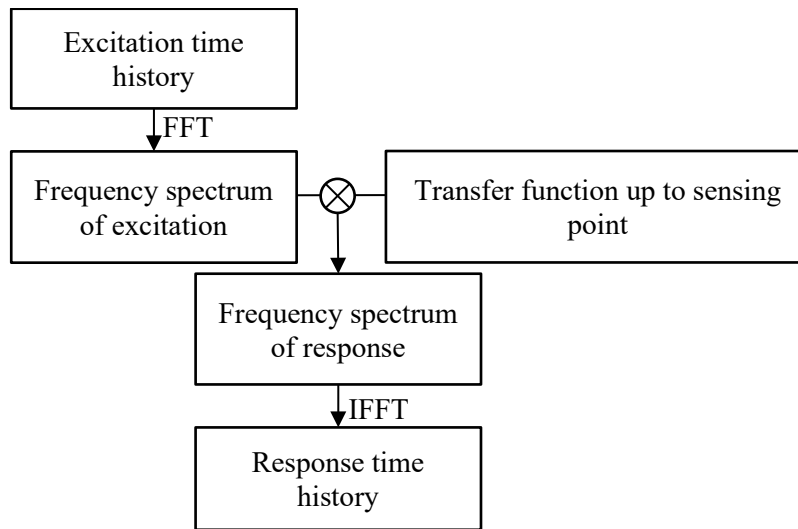 Excitation time
history
FFT
Frequency spectrum
of excitation
Transfer function up to sensing
point
Frequency spectrum
of response
IFFT
Response time
history